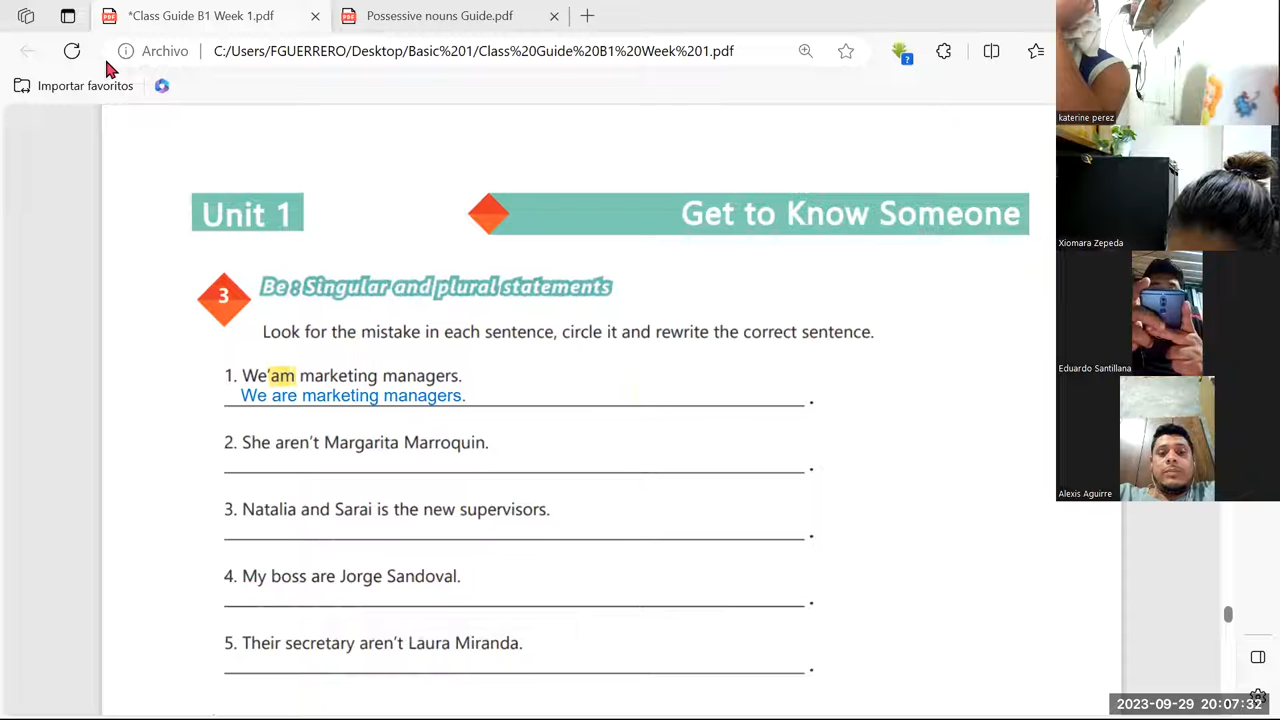 *Class Guide B1 Week 1.pdf
Possessive nouns Guide.pdf
Archivo
C:/Users/FGUERRERO/Desktop/Basic%201/Class%20Guide%20B1%20Week%201.pdf
Importar favoritos
Unit 1
Get to Know Someone
3
Be : Singular and plural statements
Look for the mistake in each sentence, circle it and rewrite the correct sentence.
1. We'am marketing managers.
We are marketing managers.
2. She aren't Margarita Marroquin.
3. Natalia and Sarai is the new supervisors.
4. My boss are Jorge Sandoval.
5. Their secretary aren't Laura Miranda.
katerine perez
Xiomara Zepeda
Eduardo Santillana
Alexis Aguirre
2023-09-29 20:07:32